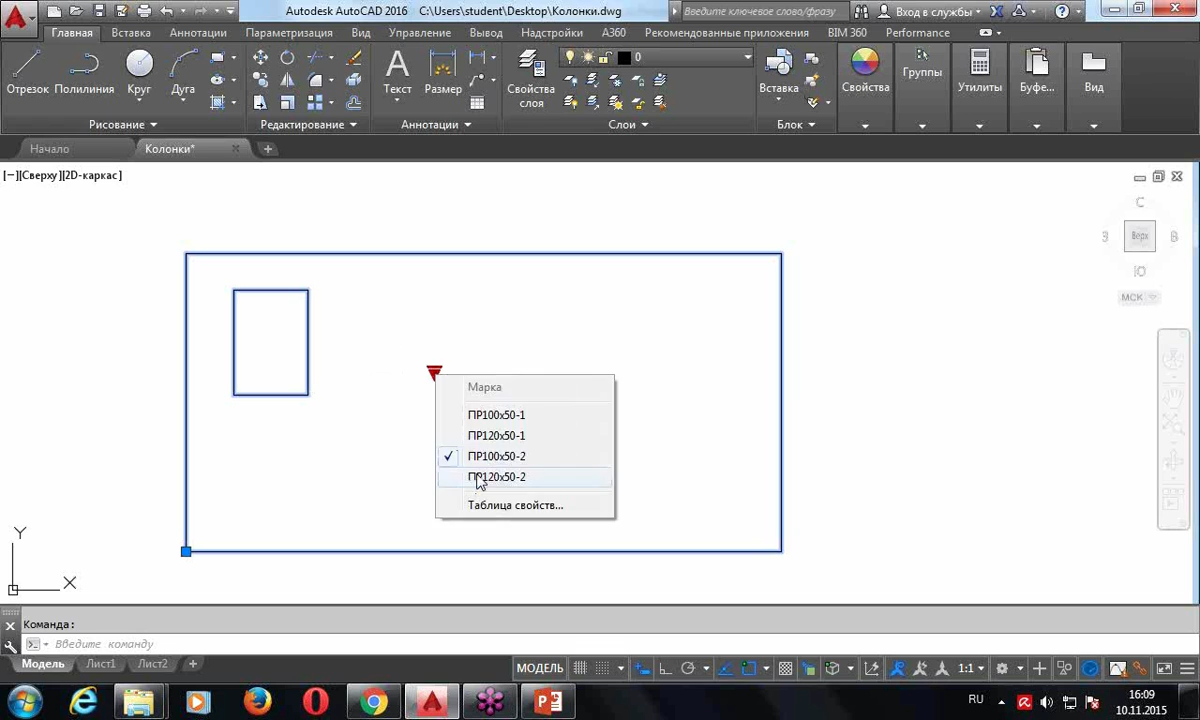 Autodesk AutoCAD 2016 C:\Users\student\Desktop\Колонки.dwg
Введите ключевое слово/фразу
Вход в службы
Главная Вставка Аннотации Параметризация Вид Управление Вывод Надстройки A360 Рекомендованные приложения BIM 360 Performance
0
Отрезок Полилиния Круг Дуга Текст Размер Свойства слоя Вставка Свойства Группы Утилиты Буфе... Вид
Рисование Редактирование Аннотации Слои Блок
Начало Колонки*
[−][Сверху][2D-каркас]
С
З Верх В
Ю
МСК
Марка
ПР100х50-1
ПР120х50-1
ПР100х50-2
ПР120х50-2
Таблица свойств...
Y
X
Команда:
Введите команду
Модель Лист1 Лист2
МОДЕЛЬ 1:1
RU 16:09
10.11.2015